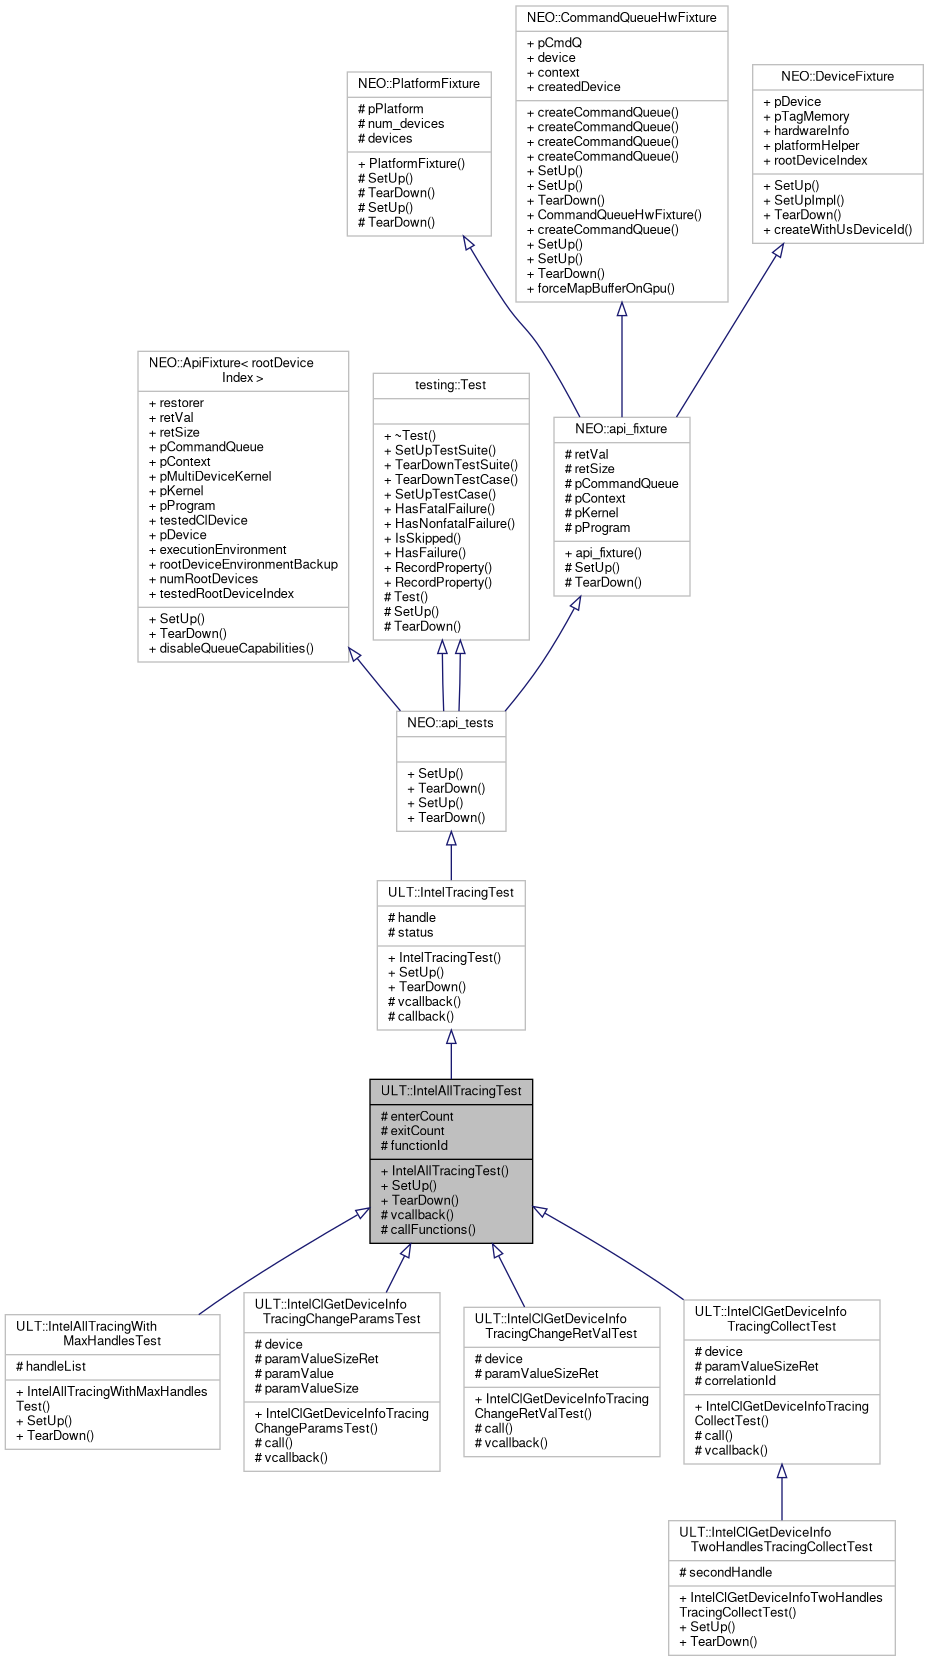 NEO::CommandQueueHwFixture
+ pCmdQ
+ device
+ context
+ createdDevice
+ createCommandQueue()
+ createCommandQueue()
+ createCommandQueue()
+ createCommandQueue()
+ SetUp()
+ SetUp()
+ TearDown()
+ CommandQueueHwFixture()
+ createCommandQueue()
+ SetUp()
+ SetUp()
+ TearDown()
+ forceMapBufferOnGpu()
NEO::PlatformFixture
# pPlatform
# num_devices
# devices
+ PlatformFixture()
# SetUp()
# TearDown()
# SetUp()
# TearDown()
NEO::DeviceFixture
+ pDevice
+ pTagMemory
+ hardwareInfo
+ platformHelper
+ rootDeviceIndex
+ SetUp()
+ SetUpImpl()
+ TearDown()
+ createWithUsDeviceId()
NEO::ApiFixture< rootDevice
Index >
+ restorer
+ retVal
+ retSize
+ pCommandQueue
+ pContext
+ pMultiDeviceKernel
+ pKernel
+ pProgram
+ testedClDevice
+ pDevice
+ executionEnvironment
+ rootDeviceEnvironmentBackup
+ numRootDevices
+ testedRootDeviceIndex
+ SetUp()
+ TearDown()
+ disableQueueCapabilities()
testing::Test
+ ~Test()
+ SetUpTestSuite()
+ TearDownTestSuite()
+ TearDownTestCase()
+ SetUpTestCase()
+ HasFatalFailure()
+ HasNonfatalFailure()
+ IsSkipped()
+ HasFailure()
+ RecordProperty()
+ RecordProperty()
# Test()
# SetUp()
# TearDown()
NEO::api_fixture
# retVal
# retSize
# pCommandQueue
# pContext
# pKernel
# pProgram
+ api_fixture()
# SetUp()
# TearDown()
NEO::api_tests
+ SetUp()
+ TearDown()
+ SetUp()
+ TearDown()
ULT::IntelTracingTest
# handle
# status
+ IntelTracingTest()
+ SetUp()
+ TearDown()
# vcallback()
# callback()
ULT::IntelAllTracingTest
# enterCount
# exitCount
# functionId
+ IntelAllTracingTest()
+ SetUp()
+ TearDown()
# vcallback()
# callFunctions()
ULT::IntelAllTracingWith
MaxHandlesTest
# handleList
+ IntelAllTracingWithMaxHandles
Test()
+ SetUp()
+ TearDown()
ULT::IntelClGetDeviceInfo
TracingChangeParamsTest
# device
# paramValueSizeRet
# paramValue
# paramValueSize
+ IntelClGetDeviceInfoTracing
ChangeParamsTest()
# call()
# vcallback()
ULT::IntelClGetDeviceInfo
TracingChangeRetValTest
# device
# paramValueSizeRet
+ IntelClGetDeviceInfoTracing
ChangeRetValTest()
# call()
# vcallback()
ULT::IntelClGetDeviceInfo
TracingCollectTest
# device
# paramValueSizeRet
# correlationId
+ IntelClGetDeviceInfoTracing
CollectTest()
# call()
# vcallback()
ULT::IntelClGetDeviceInfo
TwoHandlesTracingCollectTest
# secondHandle
+ IntelClGetDeviceInfoTwoHandles
TracingCollectTest()
+ SetUp()
+ TearDown()